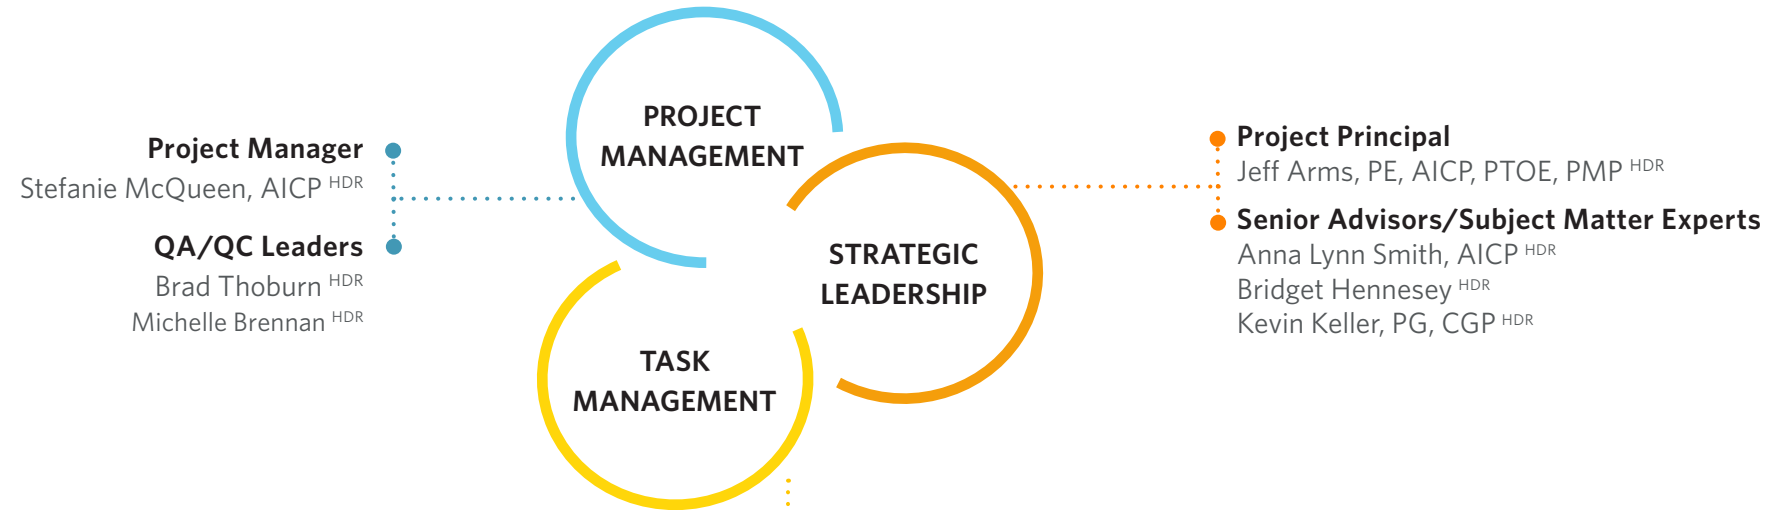 PROJECT
MANAGEMENT
Project Manager
Stefanie McQueen, AICP HDR
QA/QC Leaders
Brad Thoburn HDR
Michelle Brennan HDR
STRATEGIC
LEADERSHIP
Project Principal
Jeff Arms, PE, AICP, PTOE, PMP HDR
Senior Advisors/Subject Matter Experts
Anna Lynn Smith, AICP HDR
Bridget Hennesey HDR
Kevin Keller, PG, CGP HDR
TASK
MANAGEMENT